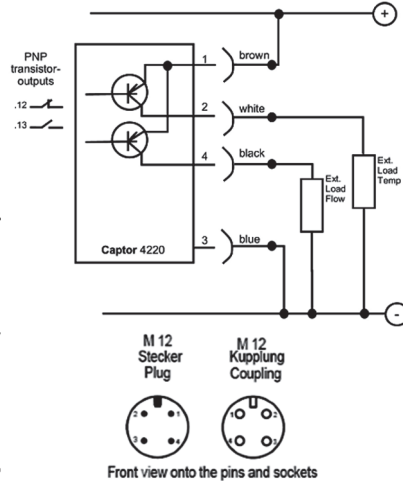 +
PNP
transistor-
outputs
.12
.13
1 brown
2 white
4 black
3 blue
Ext.
Load
Flow
Ext.
Load
Temp
Captor 4220
-
M 12
Stecker
Plug
M 12
Kupplung
Coupling
2 1
3 4
1 2
4 3
Front view onto the pins and sockets